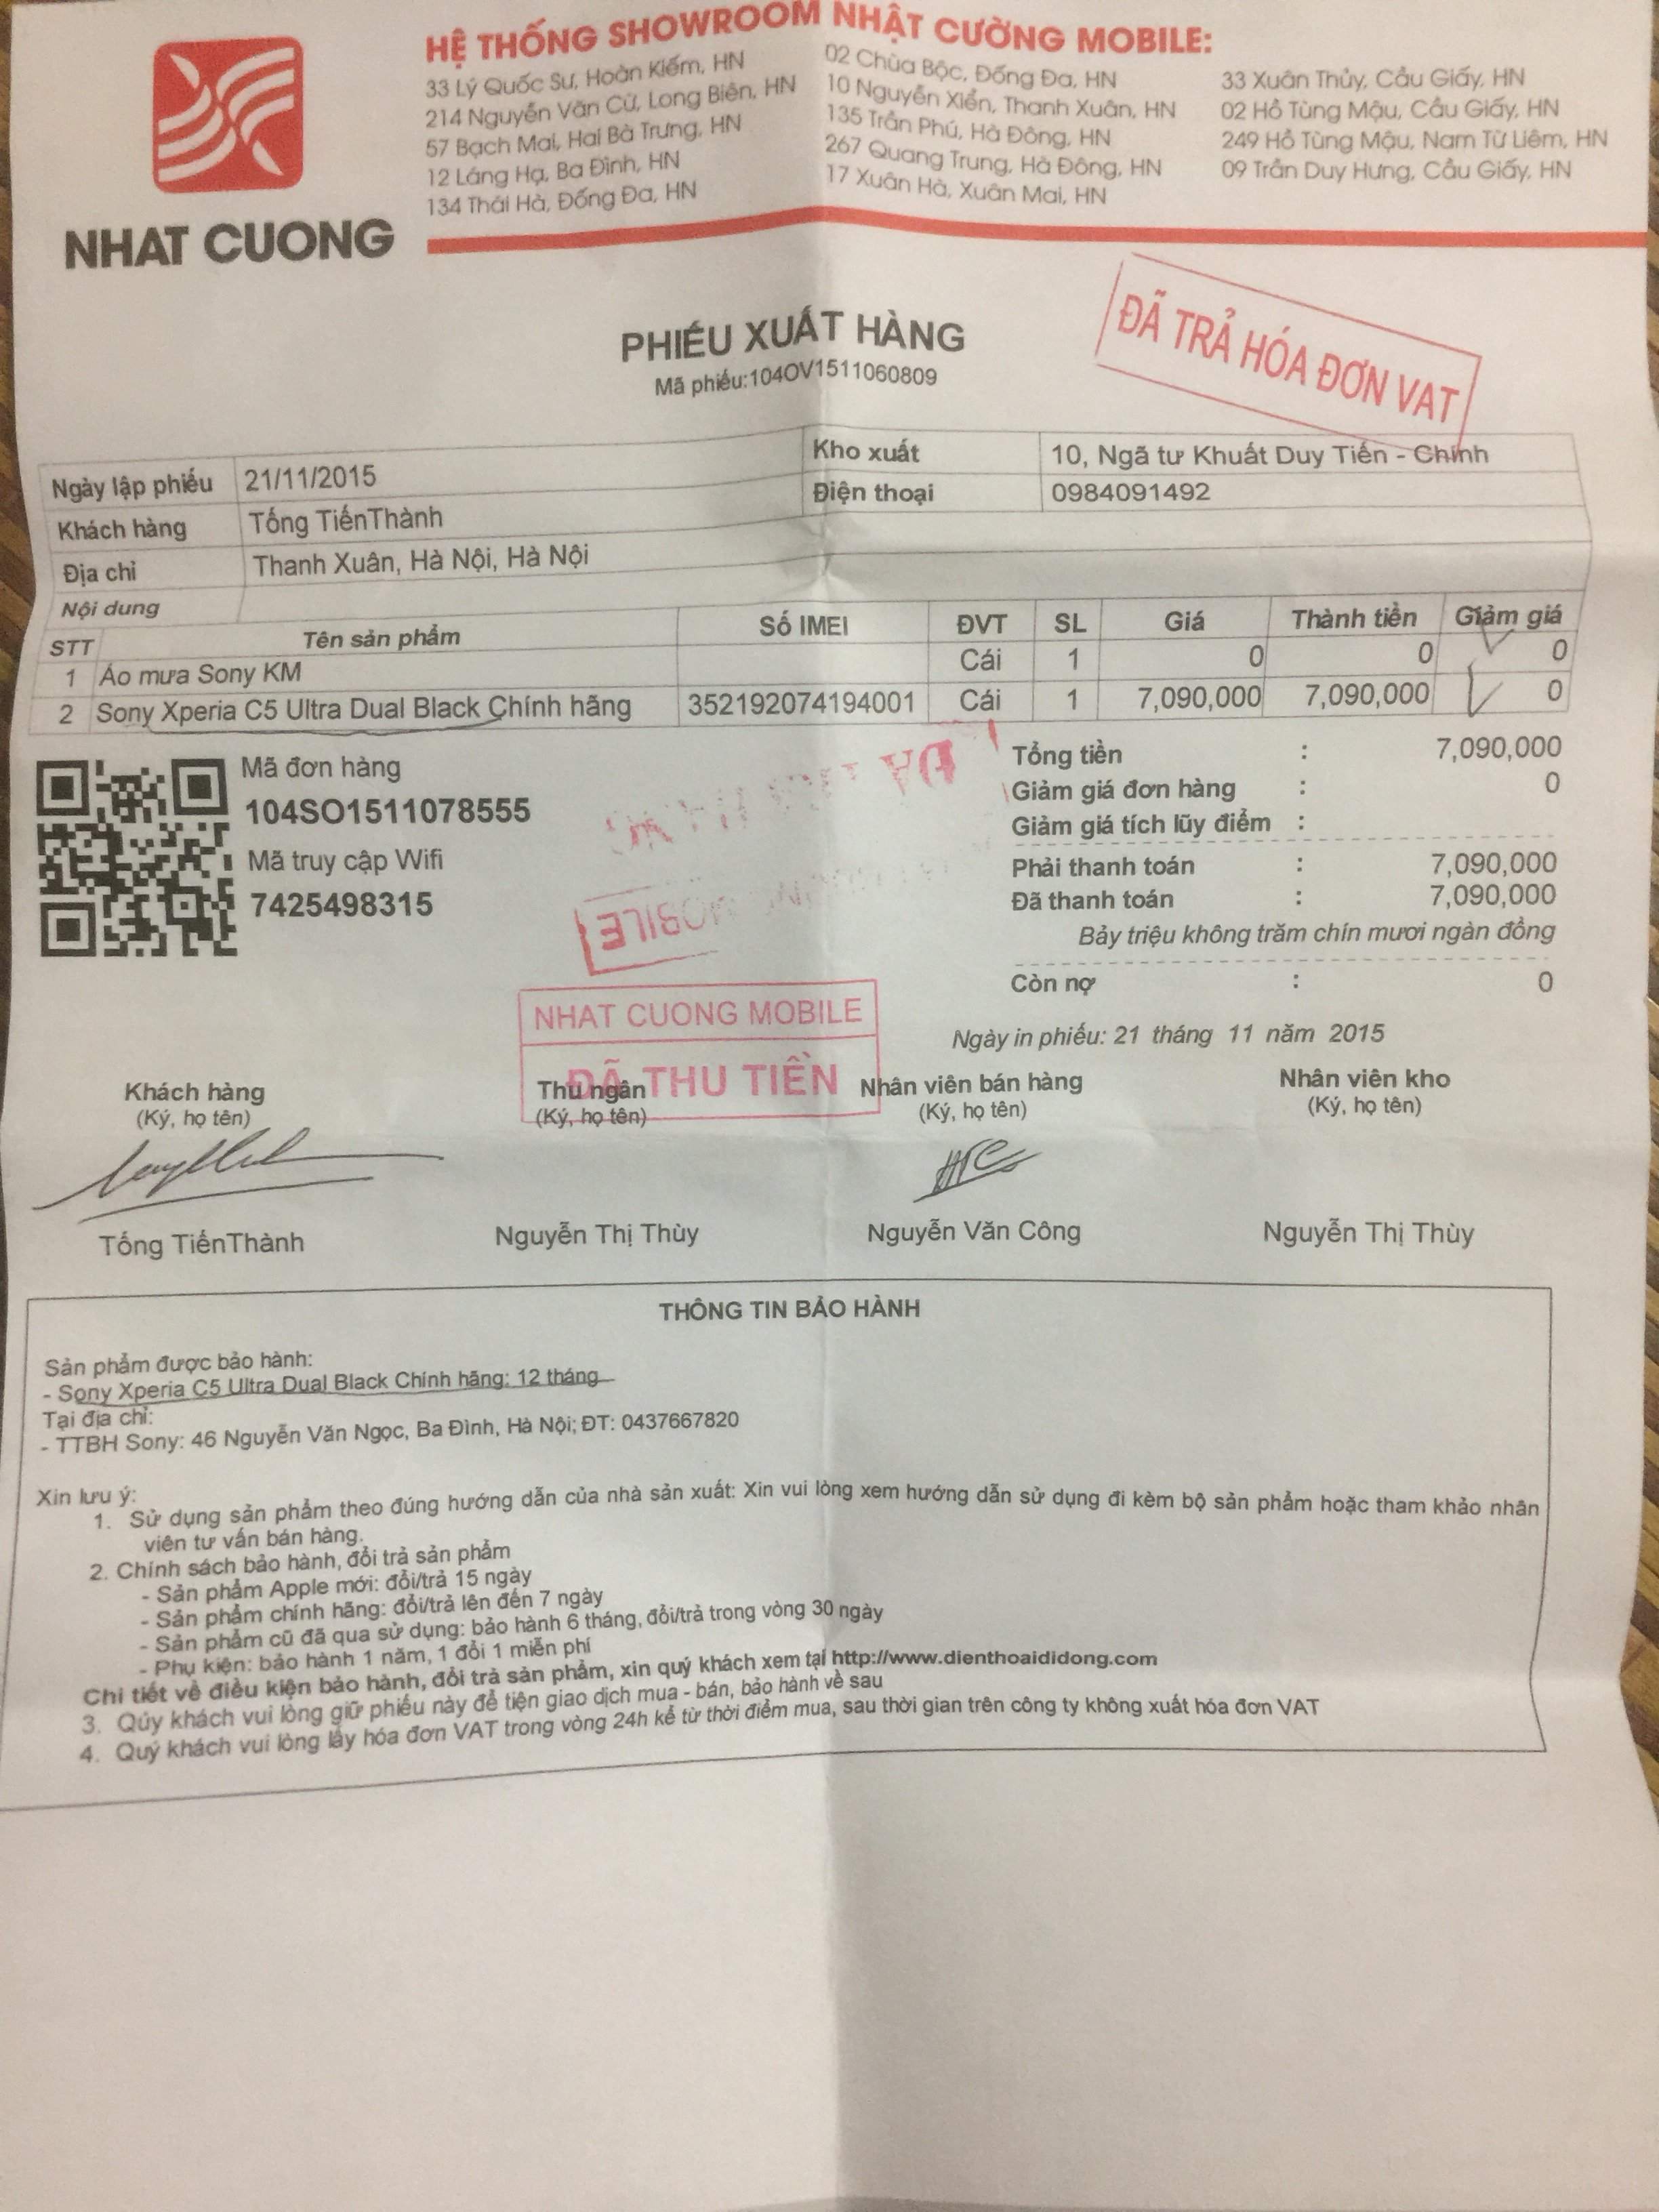 NHAT CUONG
HỆ THỐNG SHOWROOM NHẬT CƯỜNG MOBILE:
33 Lý Quốc Sư, Hoàn Kiếm, HN
214 Nguyễn Văn Cừ, Long Biên, HN
57 Bạch Mai, Hai Bà Trưng, HN
12 Láng Hạ, Ba Đình, HN
134 Thái Hà, Đống Đa, HN
02 Chùa Bộc, Đống Đa, HN
10 Nguyễn Xiển, Thanh Xuân, HN
135 Trần Phú, Hà Đông, HN
267 Quang Trung, Hà Đông, HN
17 Xuân Hà, Xuân Mai, HN
33 Xuân Thủy, Cầu Giấy, HN
02 Hồ Tùng Mậu, Cầu Giấy, HN
249 Hồ Tùng Mậu, Nam Từ Liêm, HN
09 Trần Duy Hưng, Cầu Giấy, HN
PHIẾU XUẤT HÀNG
Mã phiếu:104OV1511060809
ĐÃ TRẢ HÓA ĐƠN VAT
Ngày lập phiếu 21/11/2015 Kho xuất 10, Ngã tư Khuất Duy Tiến - Chính
Khách hàng Tống TiếnThành Điện thoại 0984091492
Địa chỉ Thanh Xuân, Hà Nội, Hà Nội
Nội dung
STT Tên sản phẩm Số IMEI ĐVT SL Giá Thành tiền Giảm giá
1 Áo mưa Sony KM Cái 1 0 0 0
2 Sony Xperia C5 Ultra Dual Black Chính hãng 352192074194001 Cái 1 7,090,000 7,090,000 0
Mã đơn hàng
104SO1511078555
Mã truy cập Wifi
7425498315
MOBILE
Tổng tiền : 7,090,000
Giảm giá đơn hàng : 0
Giảm giá tích lũy điểm :
Phải thanh toán : 7,090,000
Đã thanh toán : 7,090,000
Bảy triệu không trăm chín mươi ngàn đồng
Còn nợ : 0
NHAT CUONG MOBILE
ĐÃ THU TIỀN
Ngày in phiếu: 21 tháng 11 năm 2015
Khách hàng Thu ngân Nhân viên bán hàng Nhân viên kho
(Ký, họ tên) (Ký, họ tên) (Ký, họ tên) (Ký, họ tên)
Tống TiếnThành Nguyễn Thị Thùy Nguyễn Văn Công Nguyễn Thị Thùy
THÔNG TIN BẢO HÀNH
Sản phẩm được bảo hành:
- Sony Xperia C5 Ultra Dual Black Chính hãng: 12 tháng
Tại địa chỉ:
- TTBH Sony: 46 Nguyễn Văn Ngọc, Ba Đình, Hà Nội; ĐT: 0437667820
Xin lưu ý:
1. Sử dụng sản phẩm theo đúng hướng dẫn của nhà sản xuất: Xin vui lòng xem hướng dẫn sử dụng đi kèm bộ sản phẩm hoặc tham khảo nhân
viên tư vấn bán hàng.
2. Chính sách bảo hành, đổi trả sản phẩm
- Sản phẩm Apple mới: đổi/trả 15 ngày
- Sản phẩm chính hãng: đổi/trả lên đến 7 ngày
- Sản phẩm cũ đã qua sử dụng: bảo hành 6 tháng, đổi/trả trong vòng 30 ngày
- Phụ kiện: bảo hành 1 năm, 1 đổi 1 miễn phí
Chi tiết về điều kiện bảo hành, đổi trả sản phẩm, xin quý khách xem tại http://www.dienthoaididong.com
3. Qúy khách vui lòng giữ phiếu này để tiện giao dịch mua - bán, bảo hành về sau
4. Quý khách vui lòng lấy hóa đơn VAT trong vòng 24h kể từ thời điểm mua, sau thời gian trên công ty không xuất hóa đơn VAT